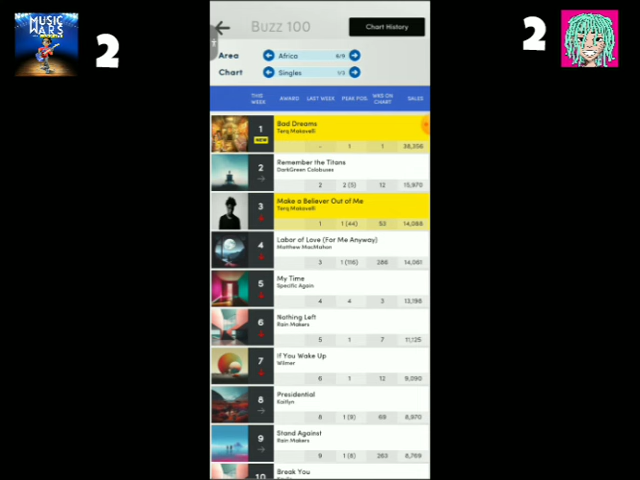 MUSIC WARS
2
2
BUZZ 100
Chart History
Area
Africa
6/9
Chart
Singles
1/3
THIS WEEK
AWARD
LAST WEEK
PEAK POS.
WKS ON CHART
SALES
1
NEW
Bad Dreams
Tarq Makavelli
-
1
1
2
Remember the Titans
DarkGreen Colobuses
2
2 (5)
12
15,970
3
Make a Believer Out of Me
Tarq Makavelli
1
1 (44)
53
14,088
4
Labor of Love (For Me Anyway)
Matthew MacMahon
3
1 (116)
286
14,061
5
My Time
Specific Again
4
4
3
13,198
6
Nothing Left
Rain Makers
5
1
7
11,125
7
If You Wake Up
Wilmer
6
1
12
9,090
8
Presidential
Kaitlyn
8
1 (9)
69
8,970
9
Stand Against
Rain Makers
9
1 (8)
263
8,769
10
Break You